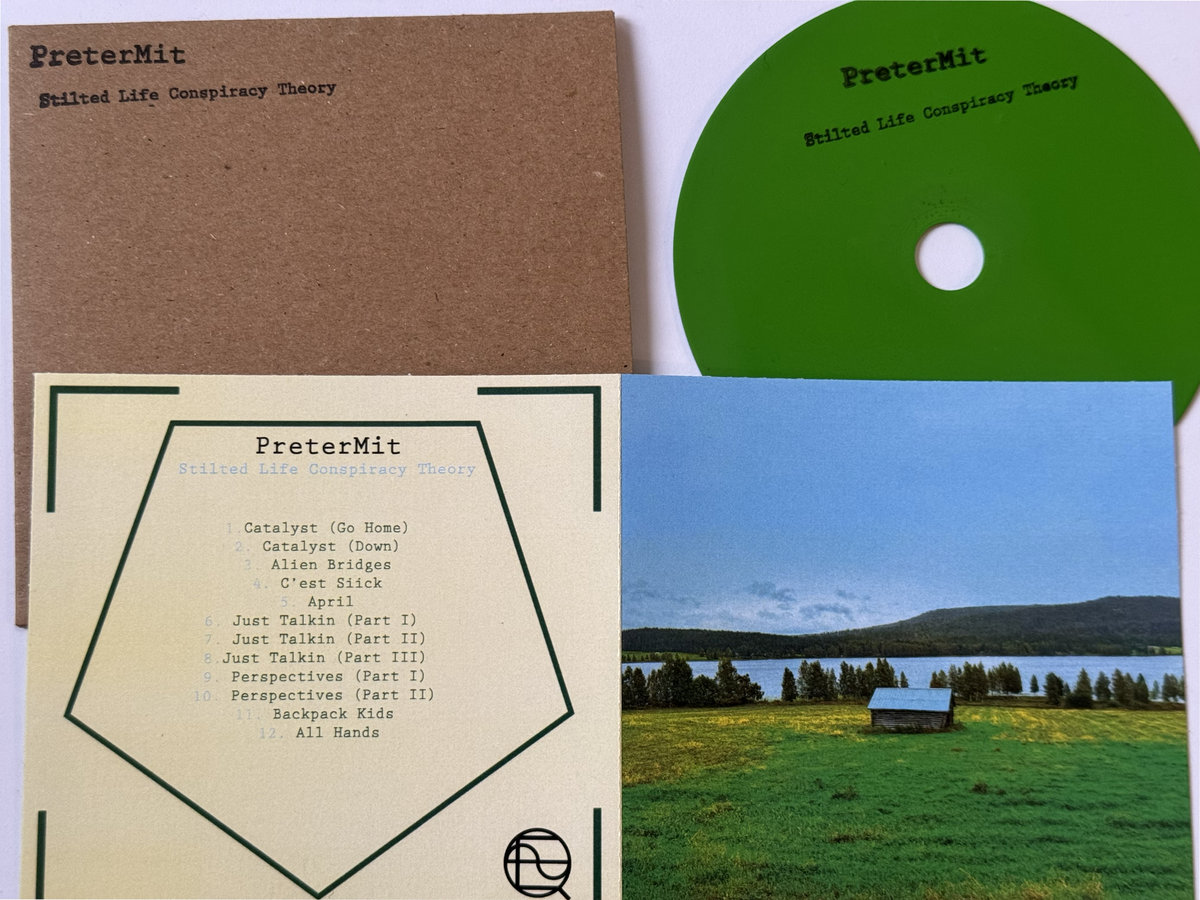 PreterMit
Stilted Life Conspiracy Theory
PreterMit
Stilted Life Conspiracy Theory
PreterMit
Stilted Life Conspiracy Theory
1. Catalyst (Go Home)
2. Catalyst (Down)
3. Alien Bridges
4. C'est Siick
5. April
6. Just Talkin (Part I)
7. Just Talkin (Part II)
8. Just Talkin (Part III)
9. Perspectives (Part I)
10. Perspectives (Part II)
11. Backpack Kids
12. All Hands